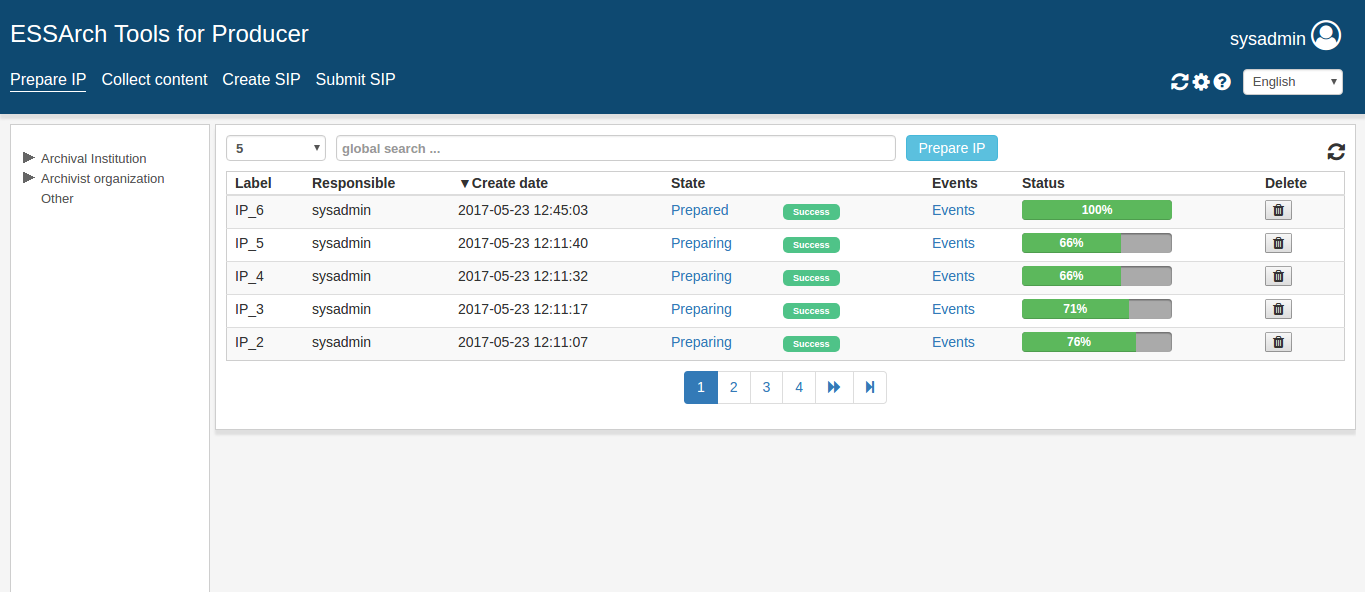 ESSArch Tools for Producer
sysadmin
Prepare IP Collect content Create SIP Submit SIP
English
Archival Institution
Archivist organization
Other
5 global search ... Prepare IP
Label Responsible ▼Create date State Events Status Delete
IP_6 sysadmin 2017-05-23 12:45:03 Prepared Success Events 100%
IP_5 sysadmin 2017-05-23 12:11:40 Preparing Success Events 66%
IP_4 sysadmin 2017-05-23 12:11:32 Preparing Success Events 66%
IP_3 sysadmin 2017-05-23 12:11:17 Preparing Success Events 71%
IP_2 sysadmin 2017-05-23 12:11:07 Preparing Success Events 76%
1 2 3 4